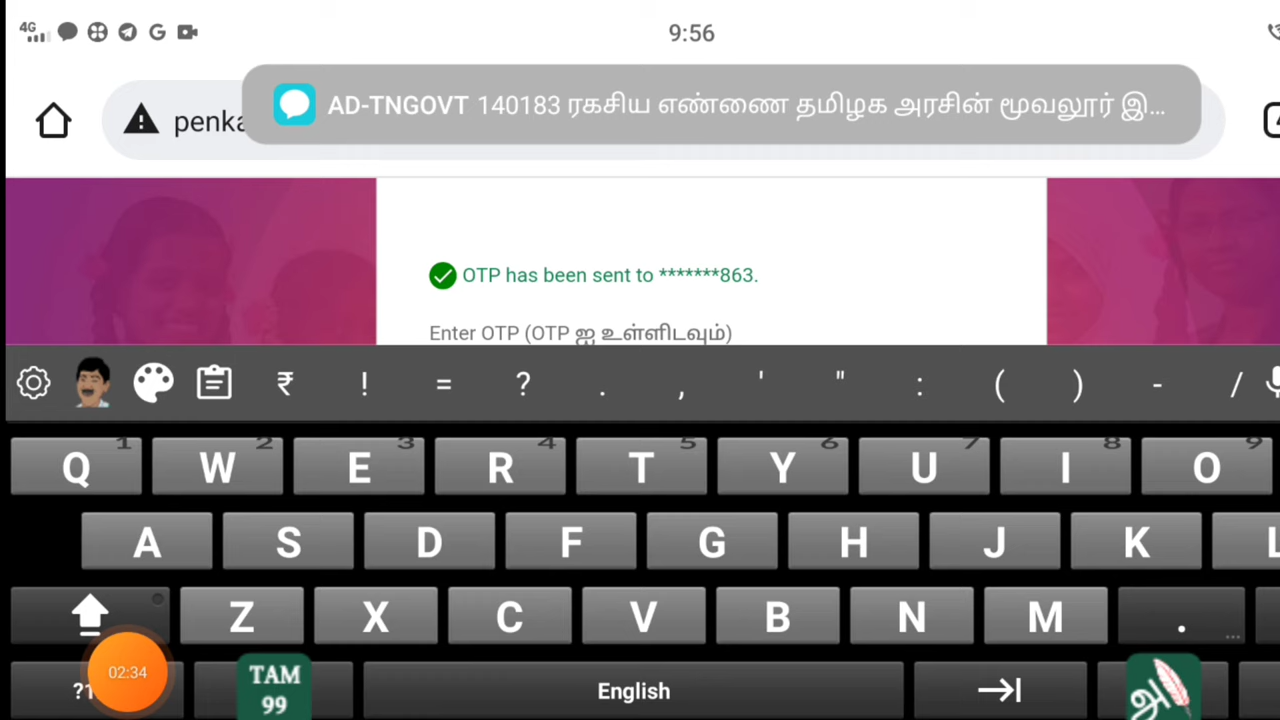 4G
9:56
penka
AD-TNGOVT 140183 ரகசிய எண்ணை தமிழக அரசின் மூவலூர் இ...
OTP has been sent to *******863.
Enter OTP (OTP ஐ உள்ளிடவும்)
₹ ! = ? . , ' " : ( ) - /
1 2 3 4 5 6 7 8 9
Q W E R T Y U I O
A S D F G H J K L
Z X C V B N M . ...
02:34
?1
TAM
99
English
அ